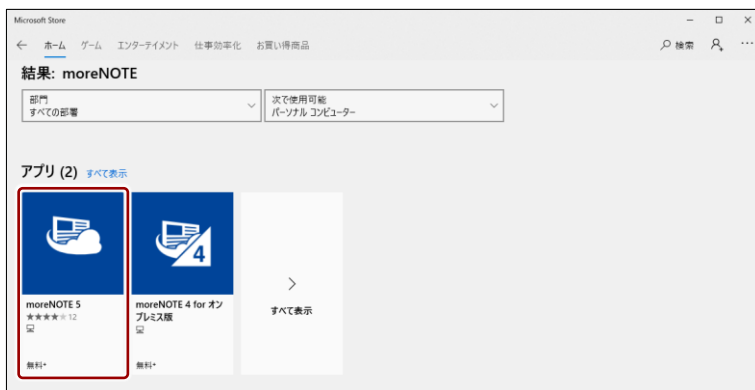 Microsoft Store
ホーム ゲーム エンターテイメント 仕事効率化 お買い得商品 検索
結果: moreNOTE
部門
すべての部署
次で使用可能
パーソナル コンピューター
アプリ (2) すべて表示
4
moreNOTE 5
★★★★★ 12
無料+
moreNOTE 4 for オン
プレミス版
無料+
すべて表示